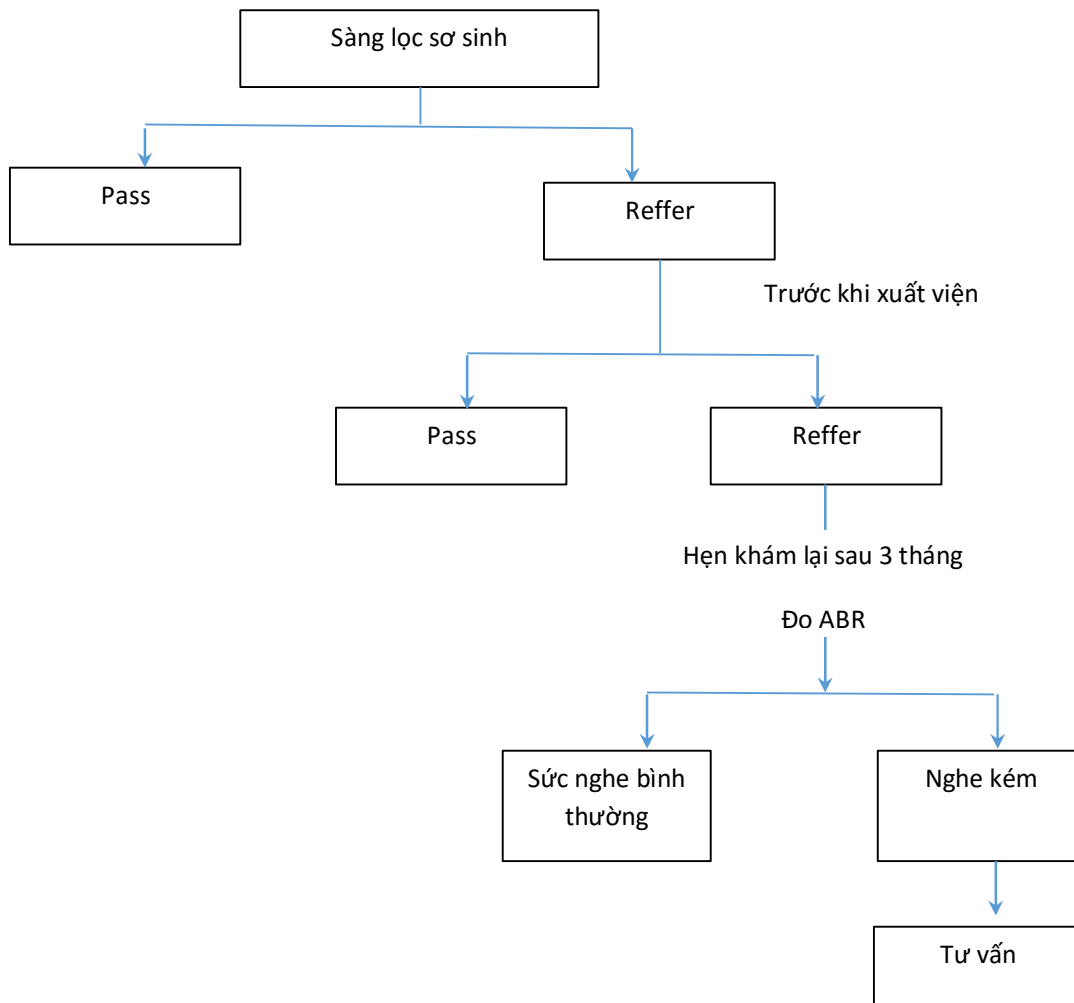 Sàng lọc sơ sinh
Pass
Reffer
Trước khi xuất viện
Pass
Reffer
Hẹn khám lại sau 3 tháng
Đo ABR
Sức nghe bình
thường
Nghe kém
Tư vấn